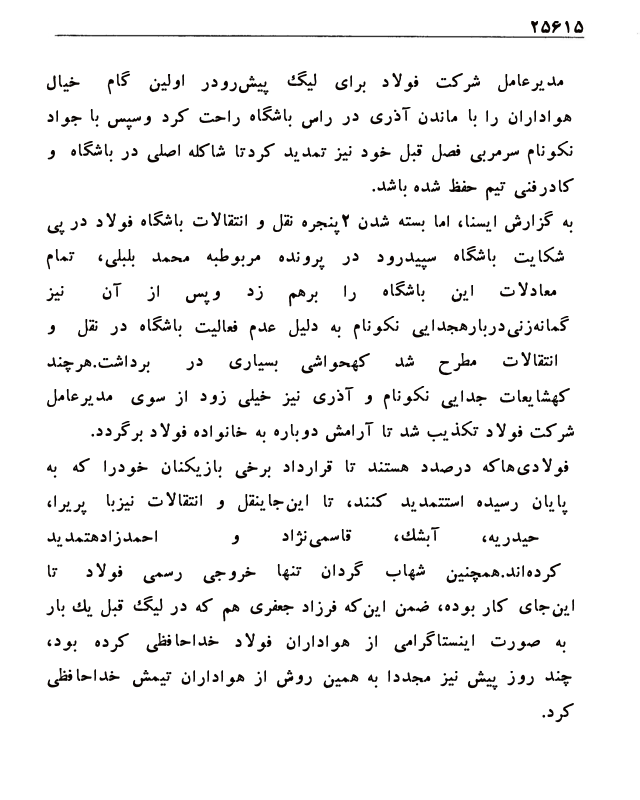 ۲۵۶۱۵
مدیرعامل شرکت فولاد برای لیگ پیش‌رودر اولین گام خیال
هواداران را با ماندن آذری در راس باشگاه راحت کرد وسپس با جواد
نکونام سرمربی فصل قبل خود نیز تمدید کردتا شاکله اصلی در باشگاه و
کادرفنی تیم حفظ شده باشد.
به گزارش ایسنا، اما بسته شدن ۲پنجره نقل و انتقالات باشگاه فولاد در پی
شکایت باشگاه سپیدرود در پرونده مربوطبه محمد بلبلی، تمام
معادلات این باشگاه را برهم زد وپس از آن نیز
گمانه‌زنی‌دربارهجدایی نکونام به دلیل عدم فعالیت باشگاه در نقل و
انتقالات مطرح شد کهحواشی بسیاری در برداشت.هرچند
کهشایعات جدایی نکونام و آذری نیز خیلی زود از سوی مدیرعامل
شرکت فولاد تکذیب شد تا آرامش دوباره به خانواده فولاد برگردد.
فولادی‌هاکه درصدد هستند تا قرارداد برخی بازیکنان خودرا که به
پایان رسیده استتمدید کنند، تا این‌جاینقل و انتقالات نیزبا پریرا،
حیدریه، آبشک، قاسمی‌نژاد و احمدزادهتمدید
کرده‌اند.همچنین شهاب گردان تنها خروجی رسمی فولاد تا
این‌جای کار بوده، ضمن این‌که فرزاد جعفری هم که در لیگ قبل یك بار
به صورت اینستاگرامی از هواداران فولاد خداحافظی کرده بود،
چند روز پیش نیز مجددا به همین روش از هواداران تیمش خداحافظی
کرد.